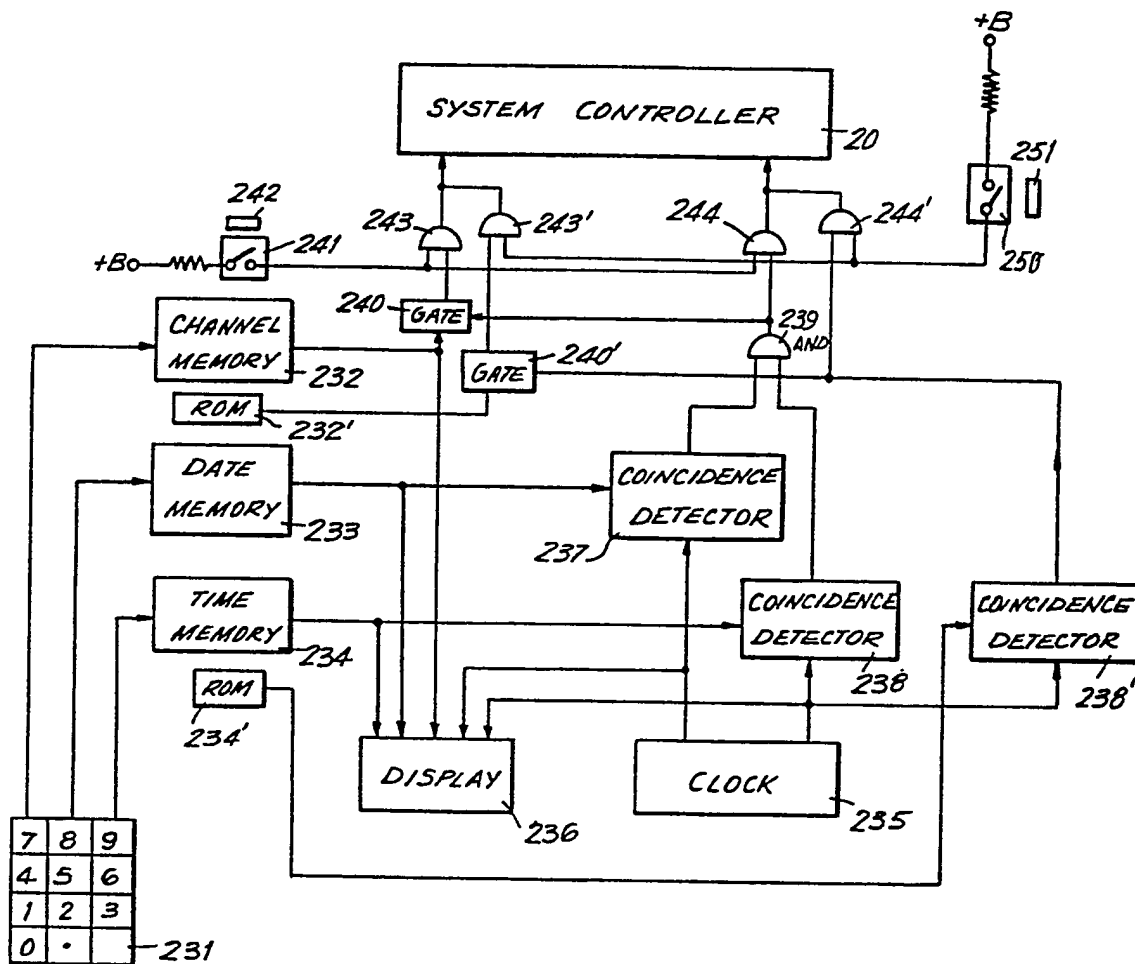 +B
SYSTEM CONTROLLER
20
251
250
242
241
+B
243
243'
244
244'
240
GATE
239
AND
CHANNEL
MEMORY
232
240'
GATE
ROM
232'
DATE
MEMORY
233
COINCIDENCE
DETECTOR
237
TIME
MEMORY
234
COINCIDENCE
DETECTOR
238
COINCIDENCE
DETECTOR
238'
ROM
234'
DISPLAY
236
CLOCK
235
7 8 9
4 5 6
1 2 3
0 •
231